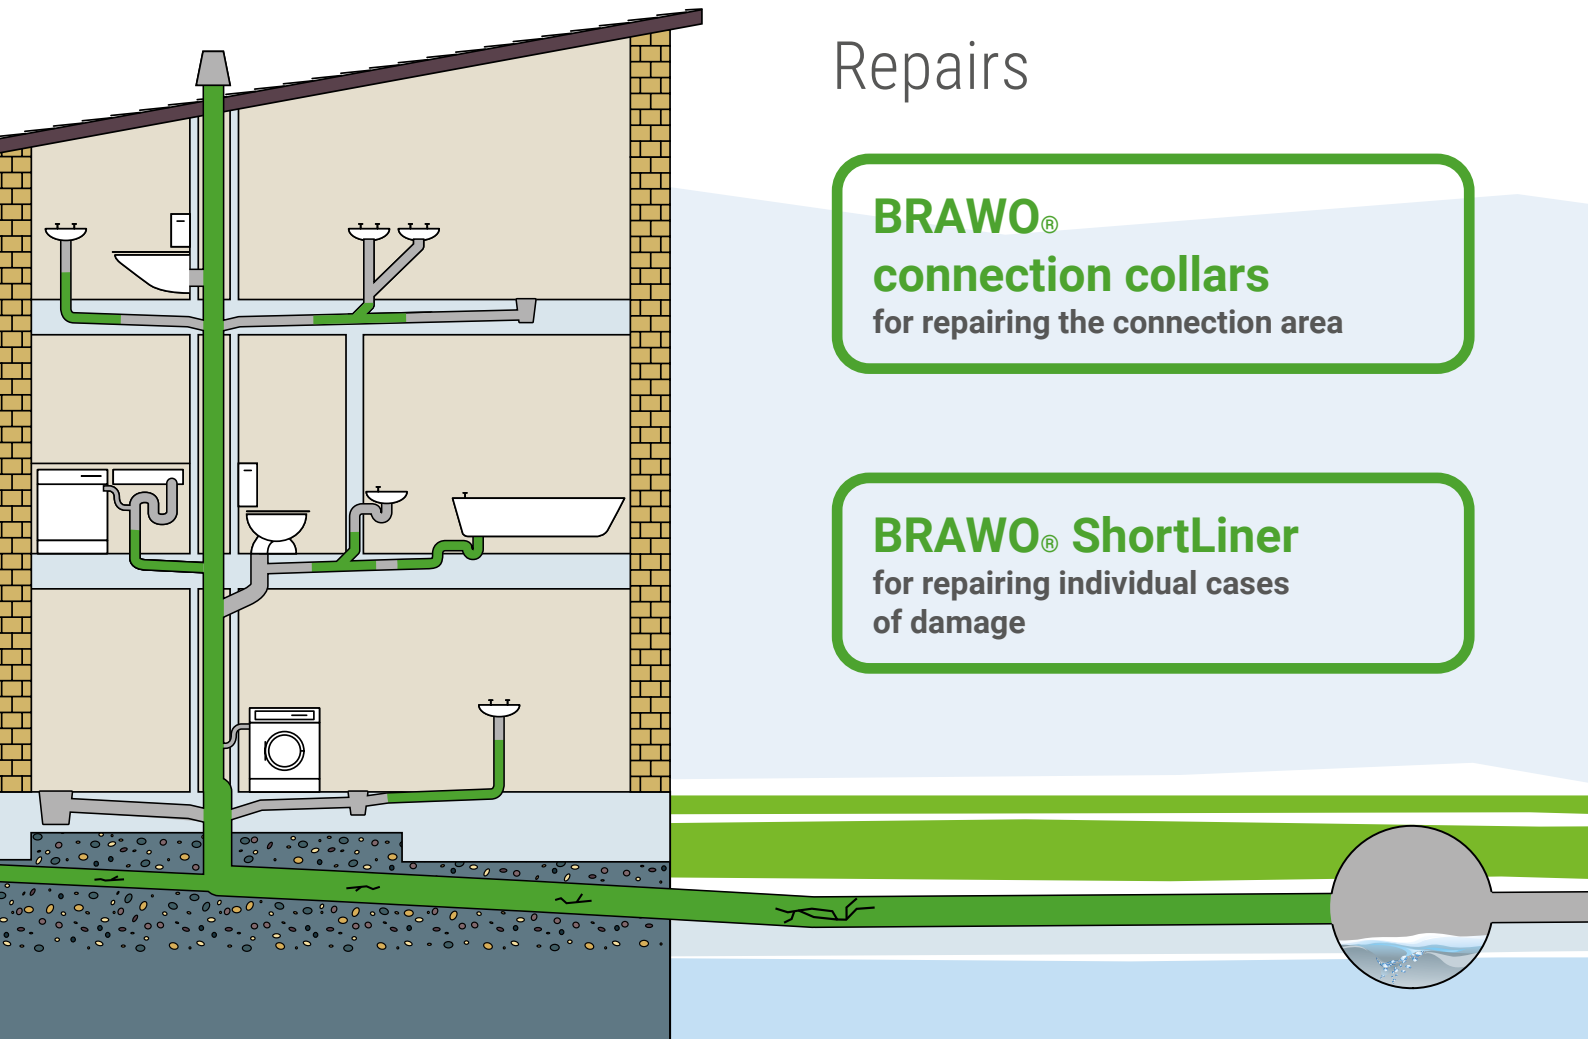 Repairs
BRAWO®
connection collars
for repairing the connection area
BRAWO® ShortLiner
for repairing individual cases
of damage